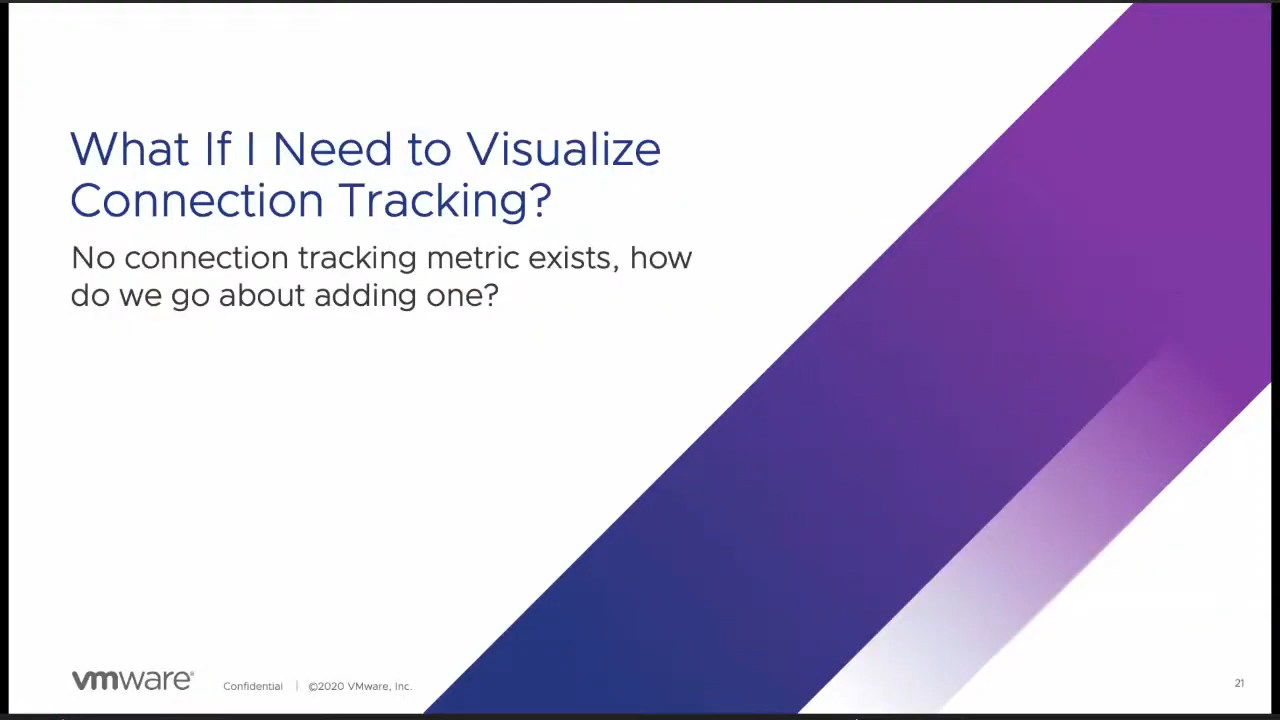 What If I Need to Visualize
Connection Tracking?
No connection tracking metric exists, how
do we go about adding one?
vmware®
Confidential | ©2020 VMware, Inc.
21